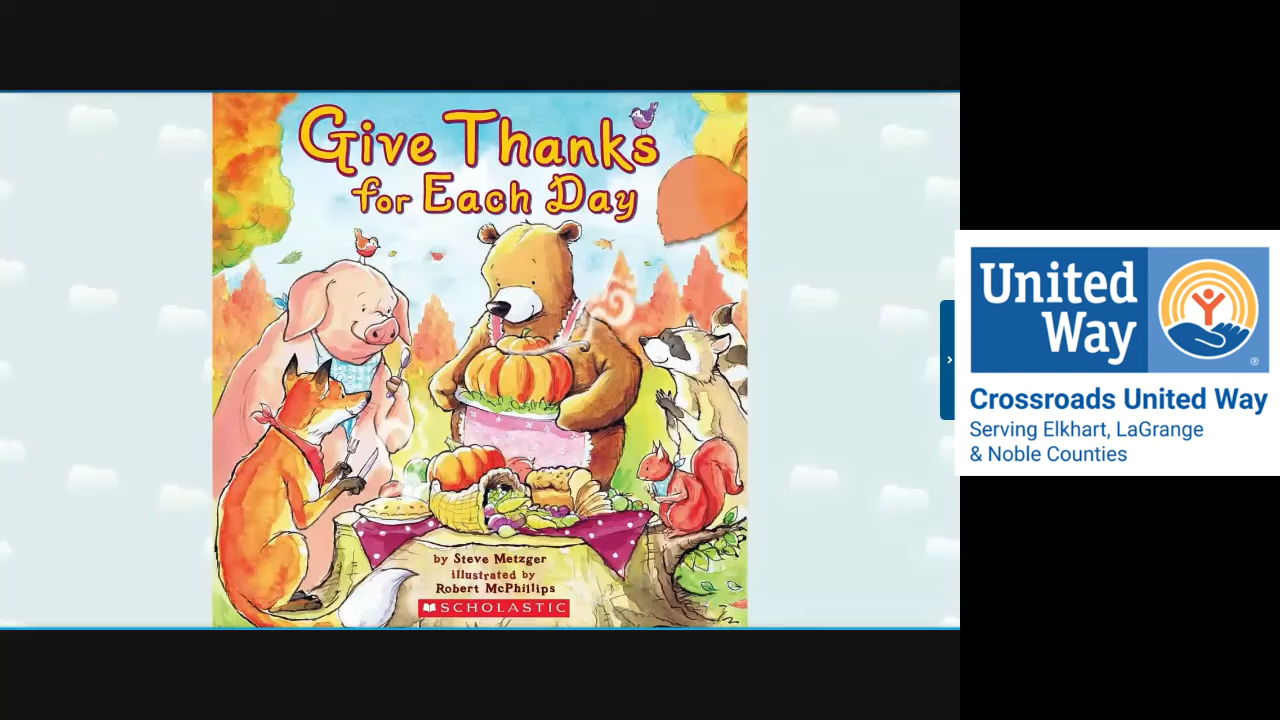 Give Thanks
for Each Day
by Steve Metzger
illustrated by
Robert McPhillips
SCHOLASTIC
United
Way
®
Crossroads United Way
Serving Elkhart, LaGrange
& Noble Counties